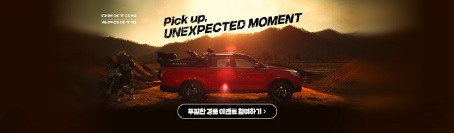 REXTON
SPORTS
Pick up,
UNEXPECTED MOMENT
푸짐한 경품 이벤트 참여하기 >